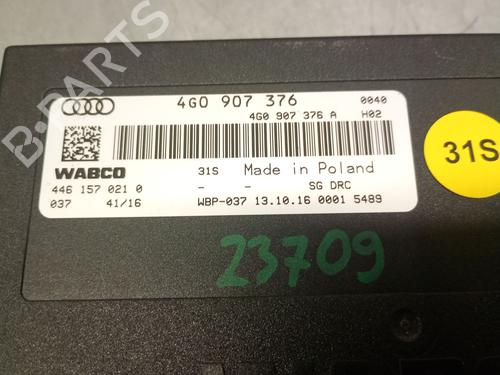 4G0 907 376 0040
4G0 907 376 A H02
WABCO 31S Made in Poland
446 157 021 0 - - SG DRC
037 41/16 WBP-037 13.10.16 0001 5489
31S
23709
B-PARTS